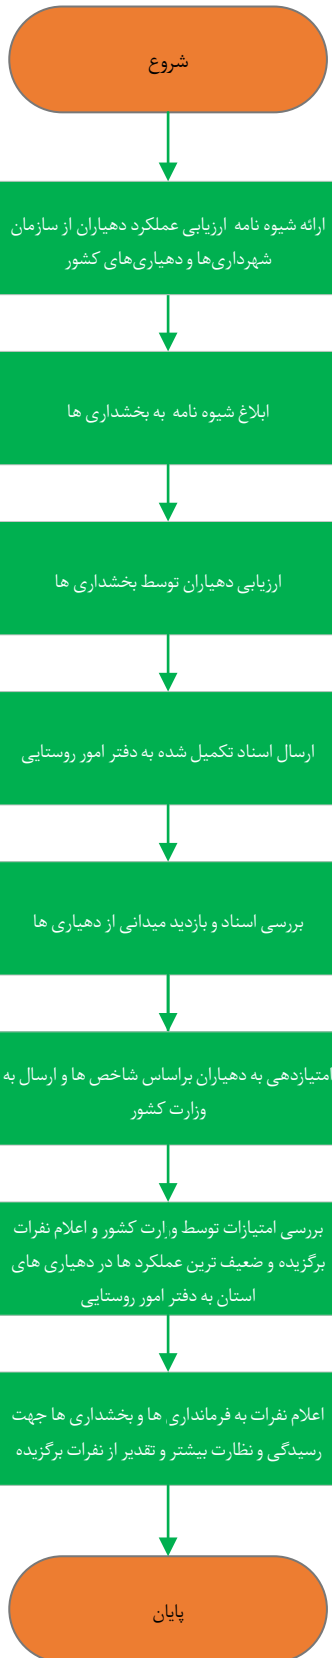 شروع
ارائه شیوه نامه ارزیابی عملکرد دهیاران از سازمان
شهرداری‌ها و دهیاری‌های کشور
ابلاغ شیوه نامه به بخشداری ها
ارزیابی دهیاران توسط بخشداری ها
ارسال اسناد تکمیل شده به دفتر امور روستایی
بررسی اسناد و بازدید میدانی از دهیاری ها
امتیازدهی به دهیاران براساس شاخص ها و ارسال به
وزارت کشور
بررسی امتیازات توسط وزارت کشور و اعلام نفرات
برگزیده و ضعیف ترین عملکرد ها در دهیاری های
استان به دفتر امور روستایی
اعلام نفرات به فرمانداری ها و بخشداری ها جهت
رسیدگی و نظارت بیشتر و تقدیر از نفرات برگزیده
پایان